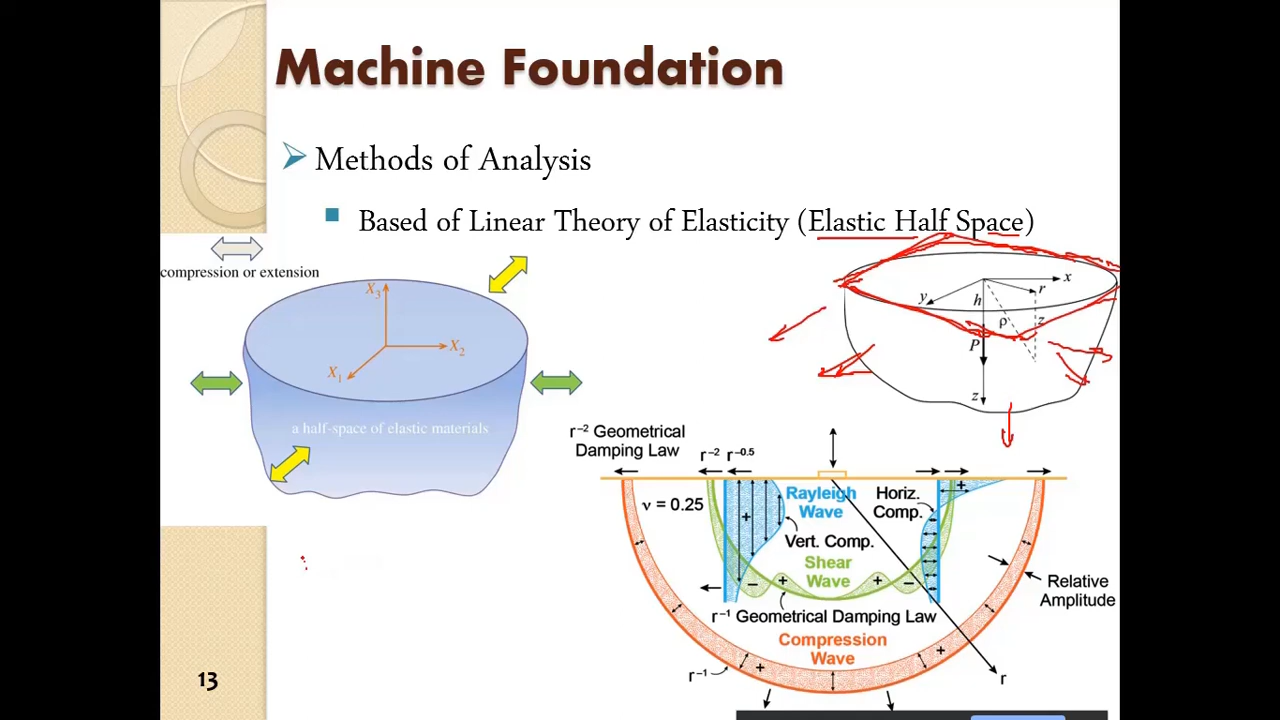 Machine Foundation
Methods of Analysis
Based of Linear Theory of Elasticity (Elastic Half Space)
compression or extension
X₃
X₂
X₁
a half-space of elastic materials
x
y
h
r
ρ
z
P
z
r⁻² Geometrical
Damping Law
r⁻² r⁻⁰·⁵
ν = 0.25
Rayleigh
Wave
Horiz.
Comp.
+
+
Vert. Comp.
Shear
Wave
− + + −
r⁻¹ Geometrical Damping Law
Relative
Amplitude
Compression
Wave
r⁻¹
+
+
r
13